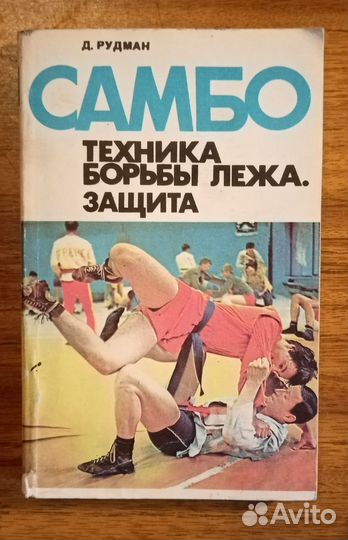 Д. РУДМАН
САМБО
ТЕХНИКА
БОРЬБЫ ЛЕЖА.
ЗАЩИТА
Avito